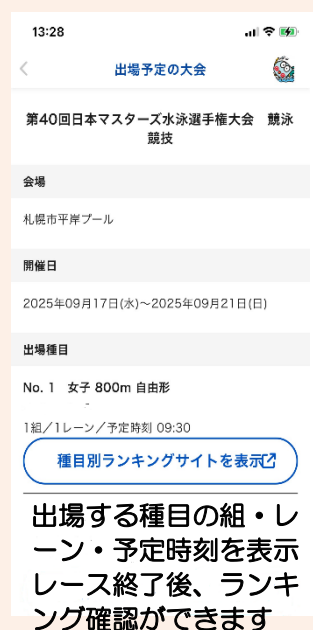 13:28
出場予定の大会
第40回日本マスターズ水泳選手権大会　競泳
競技
会場
札幌市平岸プール
開催日
2025年09月17日(水)～2025年09月21日(日)
出場種目
No. 1　女子 800m 自由形
-
1組／1レーン／予定時刻 09:30
種目別ランキングサイトを表示
出場する種目の組・レ
ーン・予定時刻を表示
レース終了後、ランキ
ング確認ができます